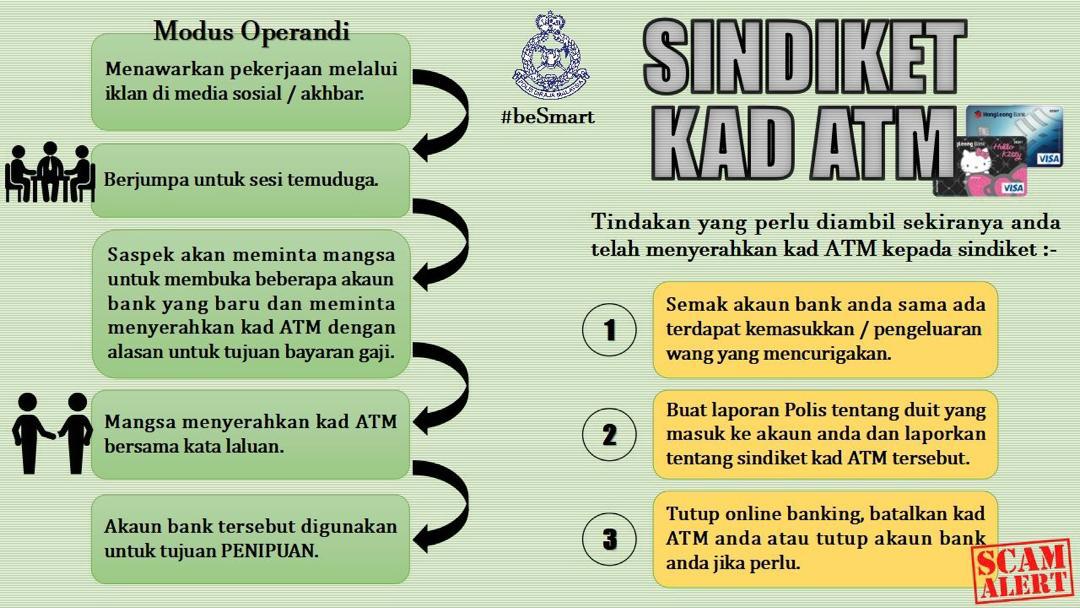 Modus Operandi
Menawarkan pekerjaan melalui
iklan di media sosial / akhbar.
Berjumpa untuk sesi temuduga.
Saspek akan meminta mangsa
untuk membuka beberapa akaun
bank yang baru dan meminta
menyerahkan kad ATM dengan
alasan untuk tujuan bayaran gaji.
Mangsa menyerahkan kad ATM
bersama kata laluan.
Akaun bank tersebut digunakan
untuk tujuan PENIPUAN.
POLIS DIRAJA MALAYSIA
#beSmart
SINDIKET
KAD ATM
HongLeong Bank
DEBIT
VISA
HongLeong Bank
Hello Kitty
VISA
Tindakan yang perlu diambil sekiranya anda
telah menyerahkan kad ATM kepada sindiket :-
1
Semak akaun bank anda sama ada
terdapat kemasukkan / pengeluaran
wang yang mencurigakan.
2
Buat laporan Polis tentang duit yang
masuk ke akaun anda dan laporkan
tentang sindiket kad ATM tersebut.
3
Tutup online banking, batalkan kad
ATM anda atau tutup akaun bank
anda jika perlu.
SCAM
ALERT